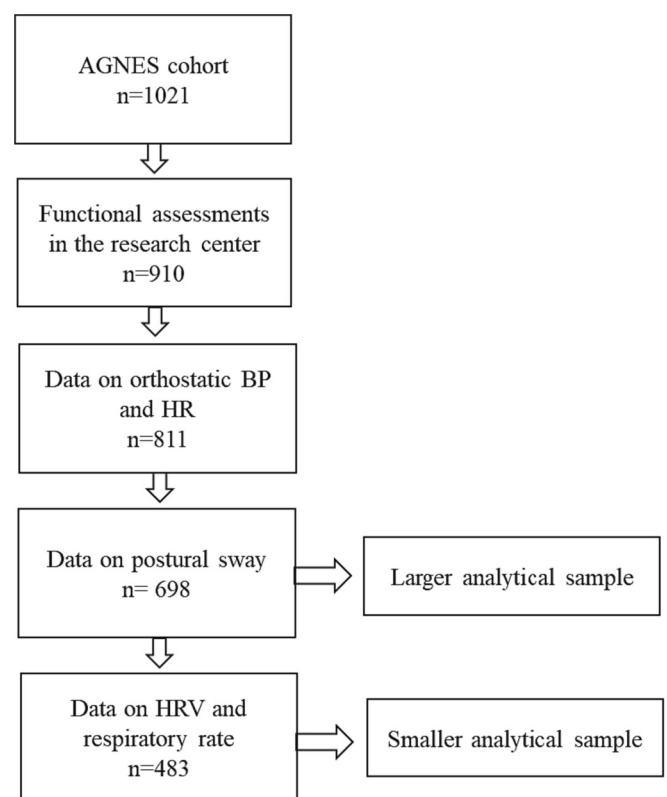 AGNES cohort
n=1021
Functional assessments
in the research center
n=910
Data on orthostatic BP
and HR
n=811
Data on postural sway
n= 698
Larger analytical sample
Data on HRV and
respiratory rate
n=483
Smaller analytical sample